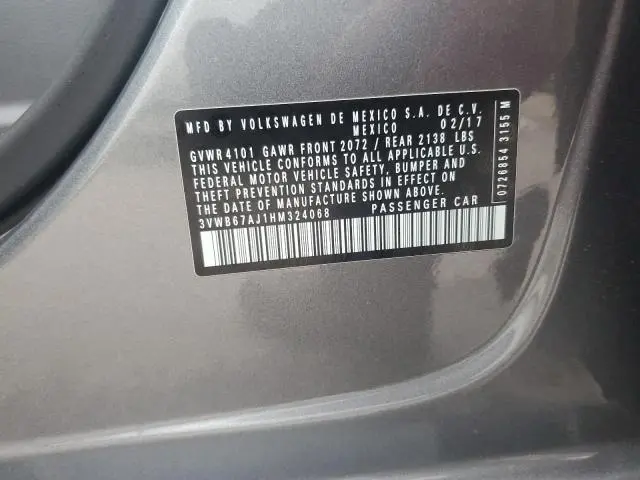 MFD BY VOLKSWAGEN DE MEXICO S.A. DE C.V.
MEXICO 02/17
GVWR4101 GAWR FRONT 2072 / REAR 2138 LBS
THIS VEHICLE CONFORMS TO ALL APPLICABLE U.S.
FEDERAL MOTOR VEHICLE SAFETY, BUMPER AND
THEFT PREVENTION STANDARDS IN EFFECT ON
THE DATE OF MANUFACTURE SHOWN ABOVE.
3VWB67AJ1HM324068 PASSENGER CAR
0726854 3155 M